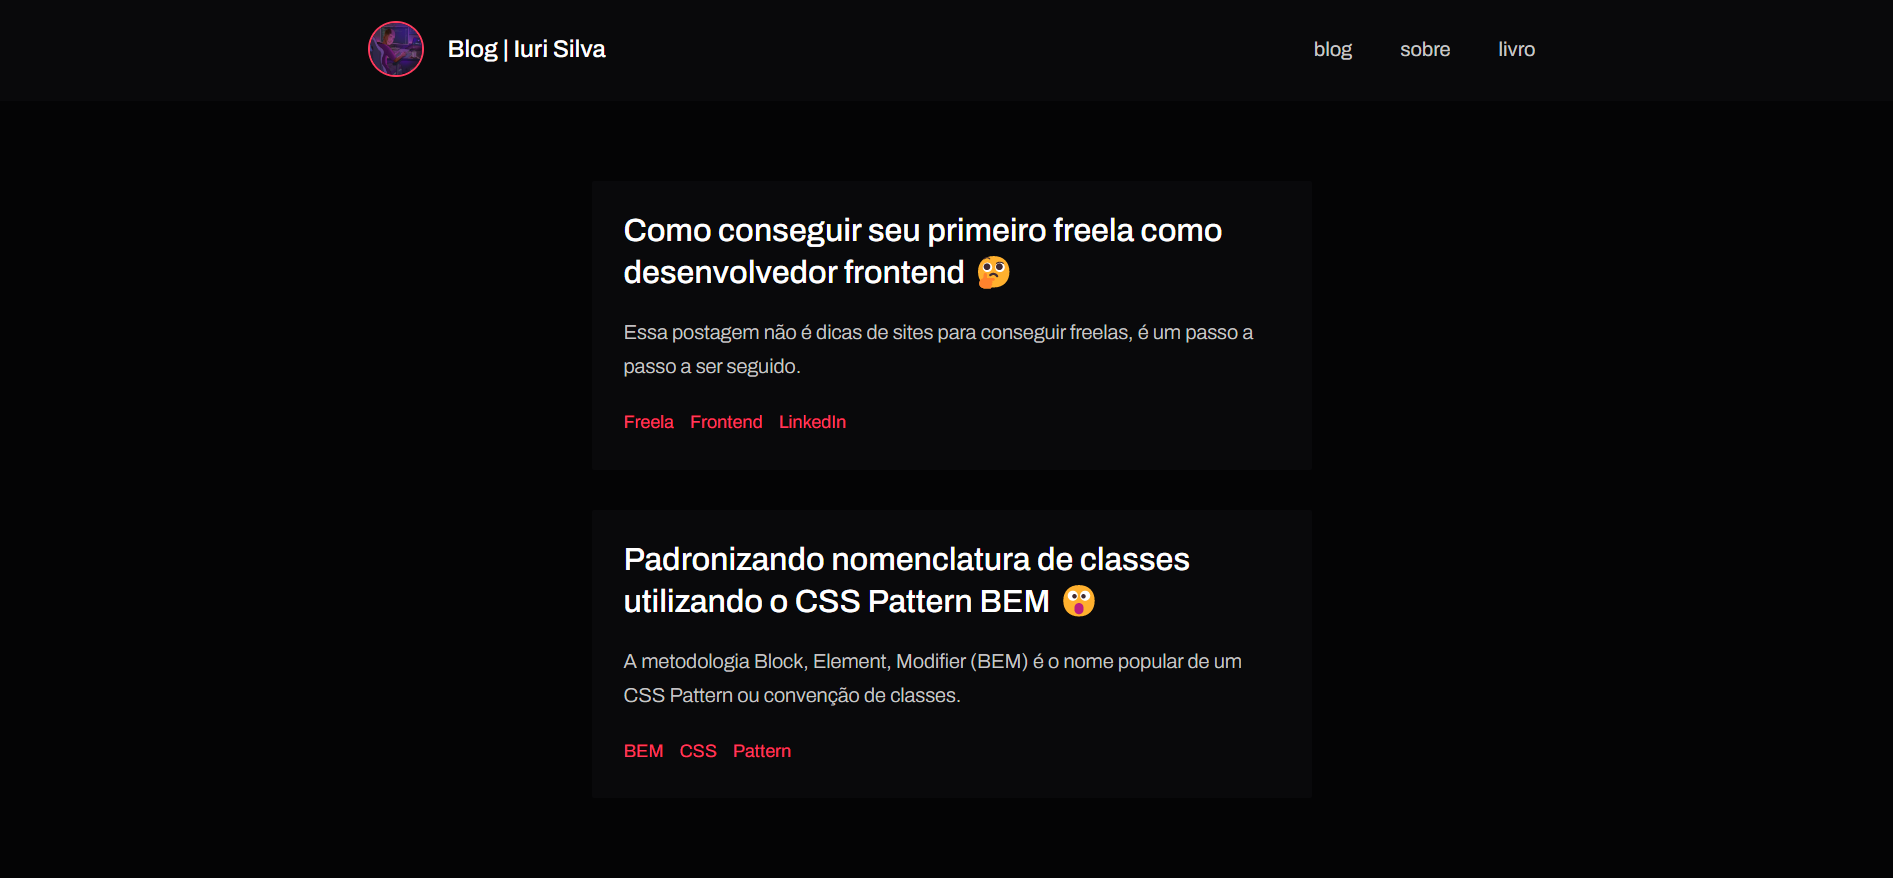 Blog | Iuri Silva
blog sobre livro
Como conseguir seu primeiro freela como
desenvolvedor frontend 🤔
Essa postagem não é dicas de sites para conseguir freelas, é um passo a
passo a ser seguido.
Freela Frontend LinkedIn
Padronizando nomenclatura de classes
utilizando o CSS Pattern BEM 😲
A metodologia Block, Element, Modifier (BEM) é o nome popular de um
CSS Pattern ou convenção de classes.
BEM CSS Pattern